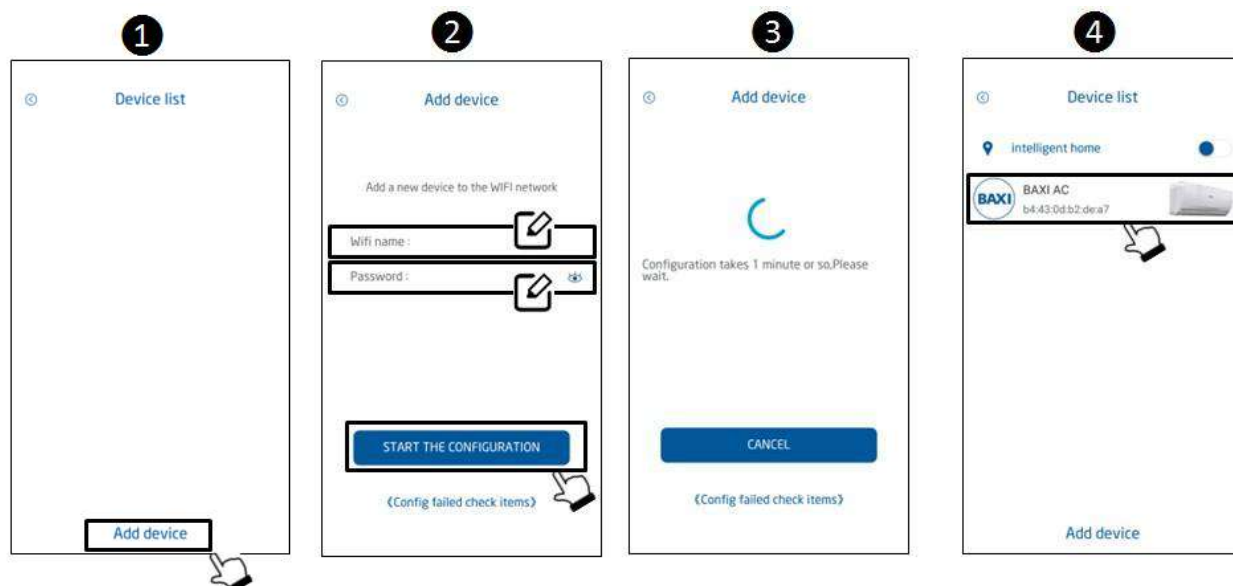 1
Device list
Add device
2
Add device
Add a new device to the WIFI network
Wifi name :
Password :
START THE CONFIGURATION
《Config failed check items》
3
Add device
Configuration takes 1 minute or so,Please
wait.
CANCEL
《Config failed check items》
4
Device list
intelligent home
BAXI
BAXI AC
b4:43:0d:b2:de:a7
Add device